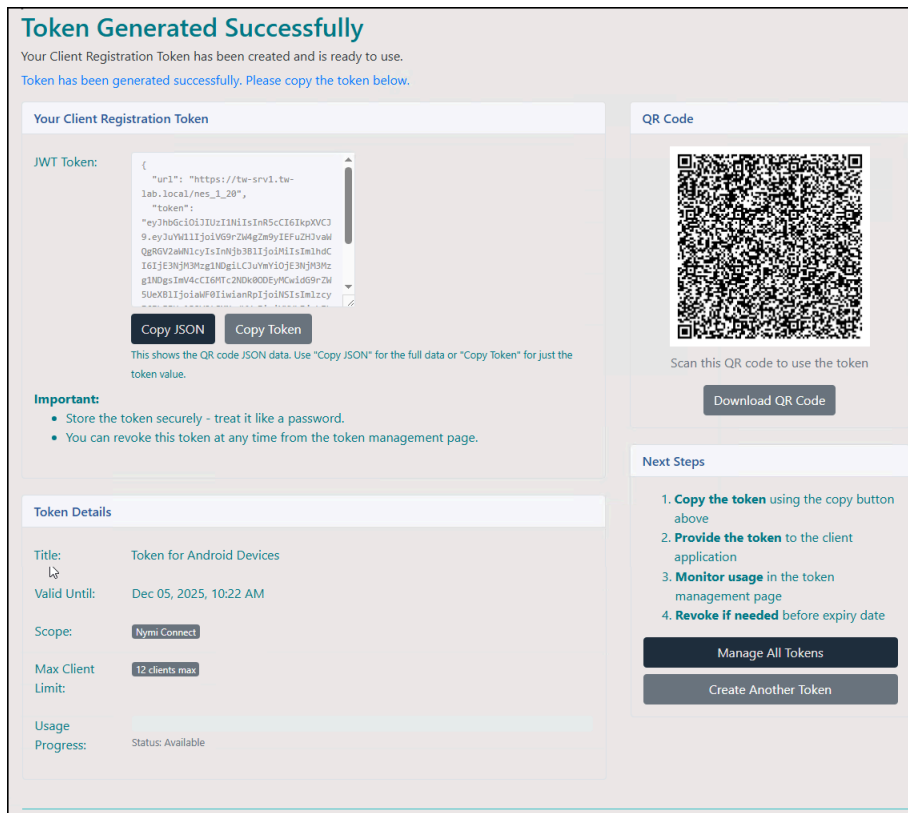 Token Generated Successfully
Your Client Registration Token has been created and is ready to use.
Token has been generated successfully. Please copy the token below.
Your Client Registration Token
JWT Token:
{
"url": "https://tw-srv1.tw-
lab.local/nes_1_20",
"token":
Copy JSON
Copy Token
This shows the QR code JSON data. Use "Copy JSON" for the full data or "Copy Token" for just the
token value.
Important:
• Store the token securely - treat it like a password.
• You can revoke this token at any time from the token management page.
Token Details
Title:
Token for Android Devices
Valid Until:
Dec 05, 2025, 10:22 AM
Scope:
Nymi Connect
Max Client
Limit:
12 clients max
Usage
Progress:
Status: Available
QR Code
Scan this QR code to use the token
Download QR Code
Next Steps
1. Copy the token using the copy button
above
2. Provide the token to the client
application
3. Monitor usage in the token
management page
4. Revoke if needed before expiry date
Manage All Tokens
Create Another Token